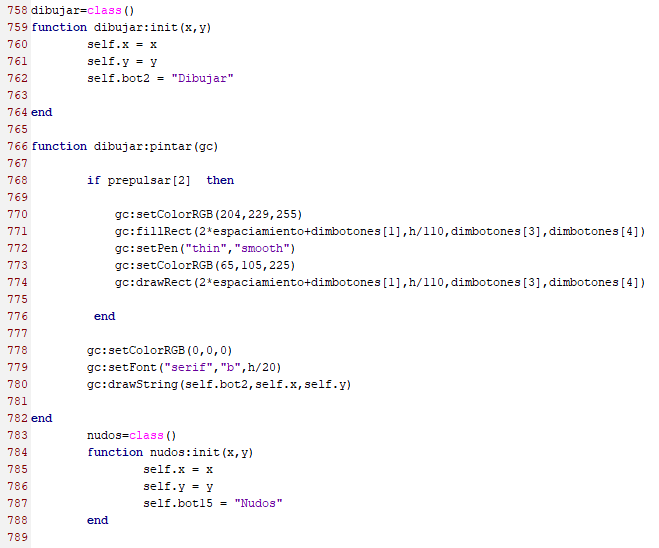 758 dibujar=class()
759 function dibujar:init(x,y)
760         self.x = x
761         self.y = y
762         self.bot2 = "Dibujar"
763
764 end
765
766 function dibujar:pintar(gc)
767
768         if prepulsar[2]  then
769
770             gc:setColorRGB(204,229,255)
771             gc:fillRect(2*espaciamiento+dimbotones[1],h/110,dimbotones[3],dimbotones[4])
772             gc:setPen("thin","smooth")
773             gc:setColorRGB(65,105,225)
774             gc:drawRect(2*espaciamiento+dimbotones[1],h/110,dimbotones[3],dimbotones[4])
775
776          end
777
778         gc:setColorRGB(0,0,0)
779         gc:setFont("serif","b",h/20)
780         gc:drawString(self.bot2,self.x,self.y)
781
782 end
783         nudos=class()
784         function nudos:init(x,y)
785                 self.x = x
786                 self.y = y
787                 self.bot15 = "Nudos"
788         end
789